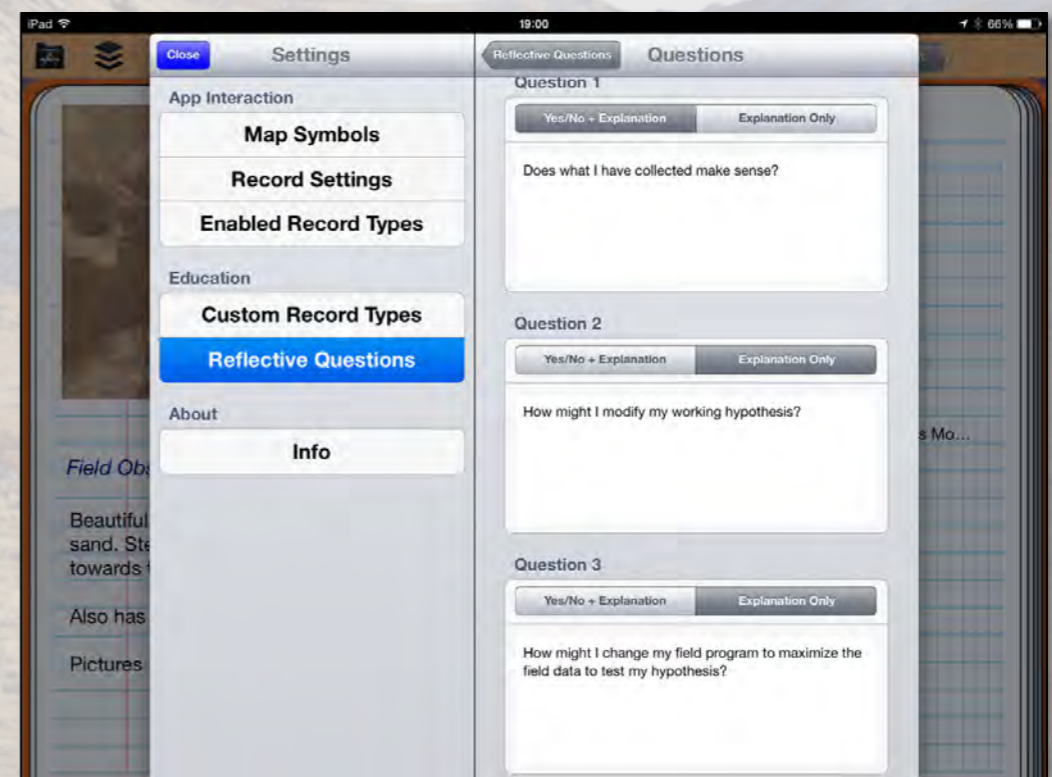 iPad
19:00
66%
Close
Settings
Reflective Questions
Questions
App Interaction
Map Symbols
Record Settings
Enabled Record Types
Education
Custom Record Types
Reflective Questions
About
Info
Question 1
Yes/No + Explanation
Explanation Only
Does what I have collected make sense?
Question 2
Yes/No + Explanation
Explanation Only
How might I modify my working hypothesis?
Question 3
Yes/No + Explanation
Explanation Only
How might I change my field program to maximize the
field data to test my hypothesis?
s Mo...
Field Obs
Beautiful
sand. Ste
towards t
Also has
Pictures